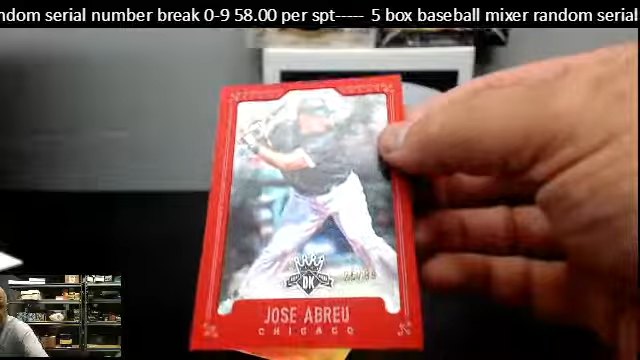 ndom serial number break 0-9 58.00 per spt----- 5 box baseball mixer random serial
DK
JOSE ABREU
CHICAGO